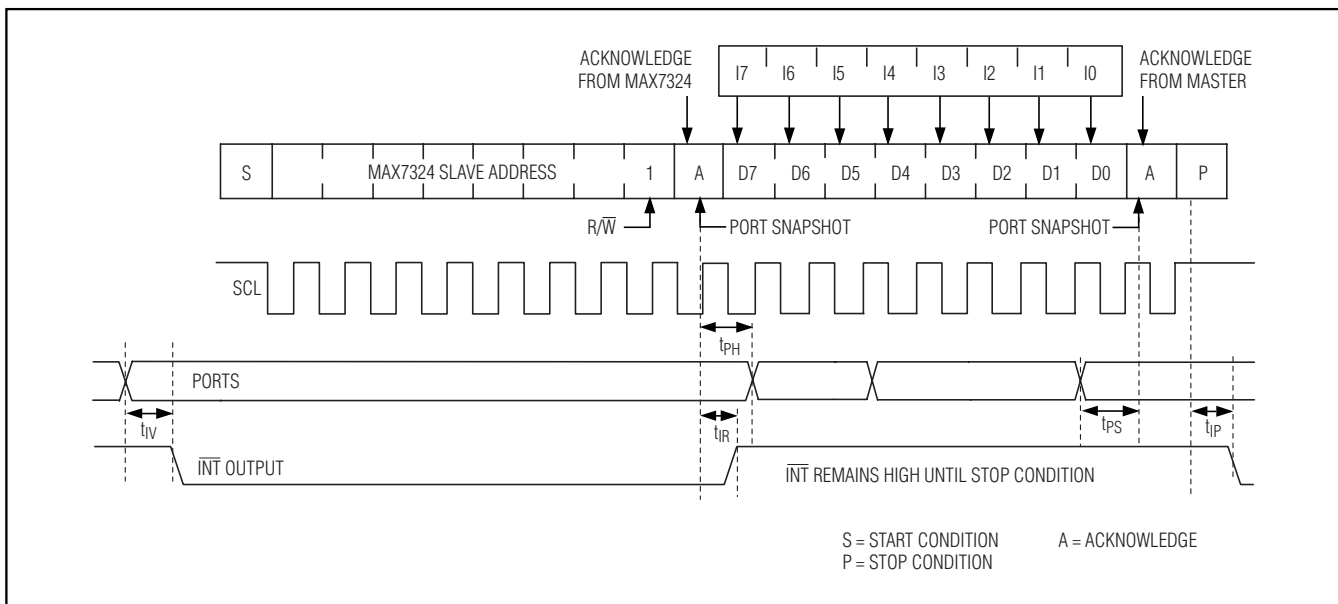 ACKNOWLEDGE
FROM MAX7324
I7 I6 I5 I4 I3 I2 I1 I0
ACKNOWLEDGE
FROM MASTER
S MAX7324 SLAVE ADDRESS 1 A D7 D6 D5 D4 D3 D2 D1 D0 A P
R/W̅ PORT SNAPSHOT PORT SNAPSHOT
SCL
tPH
PORTS
tIV tIR tPS tIP
I̅N̅T̅ OUTPUT I̅N̅T̅ REMAINS HIGH UNTIL STOP CONDITION
S = START CONDITION A = ACKNOWLEDGE
P = STOP CONDITION